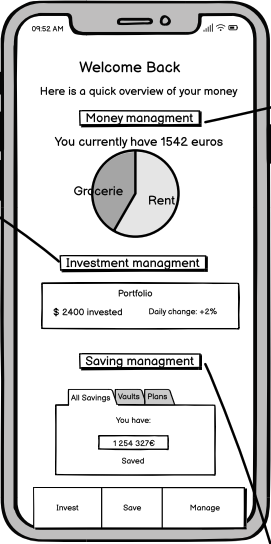 09:52 AM
Welcome Back
Here is a quick overview of your money
Money managment
You currently have 1542 euros
Grocerie
Rent
Investment managment
Portfolio
$ 2400 invested
Daily change: +2%
Saving managment
All Savings
Vaults
Plans
You have:
1 254 327€
Saved
Invest
Save
Manage